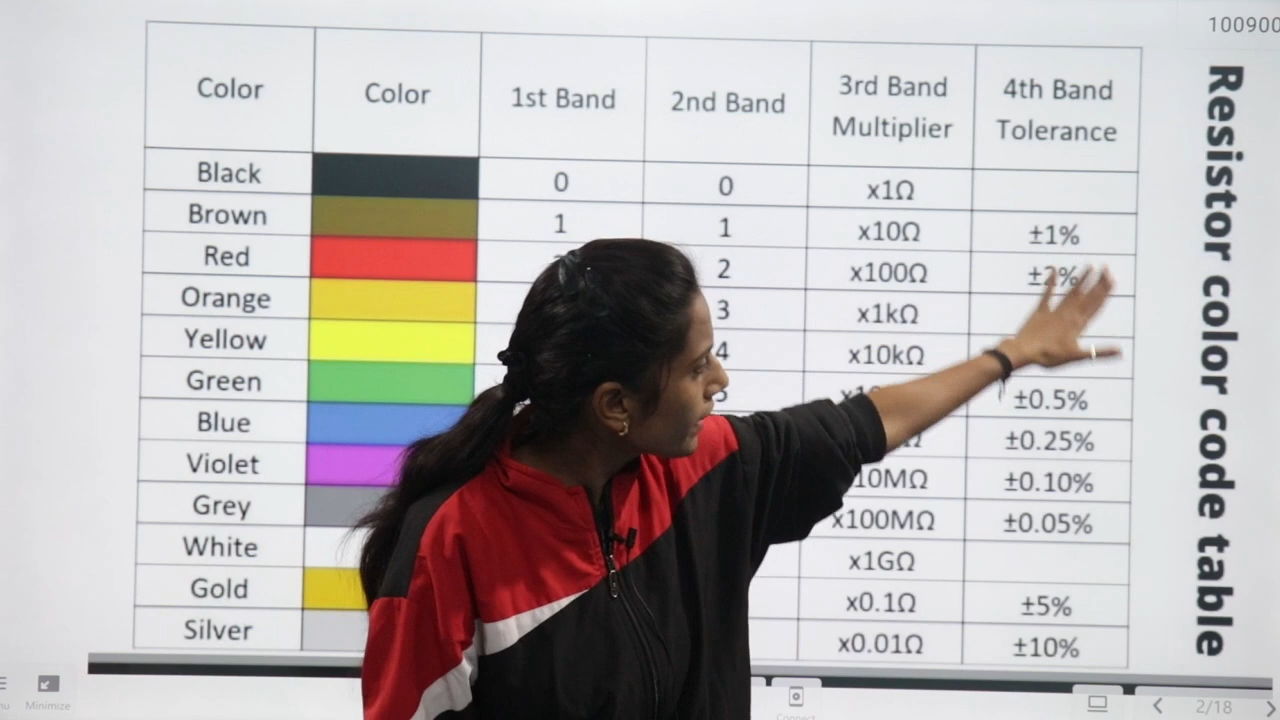 100900
Resistor color code table
Color Color 1st Band 2nd Band 3rd Band Multiplier 4th Band Tolerance
Black 0 0 x1Ω
Brown 1 1 x10Ω ±1%
Red 2 x100Ω ±2%
Orange 3 x1kΩ
Yellow 4 x10kΩ
Green ±0.5%
Blue ±0.25%
Violet 10MΩ ±0.10%
Grey x100MΩ ±0.05%
White x1GΩ
Gold x0.1Ω ±5%
Silver x0.01Ω ±10%
Minimize
2/18